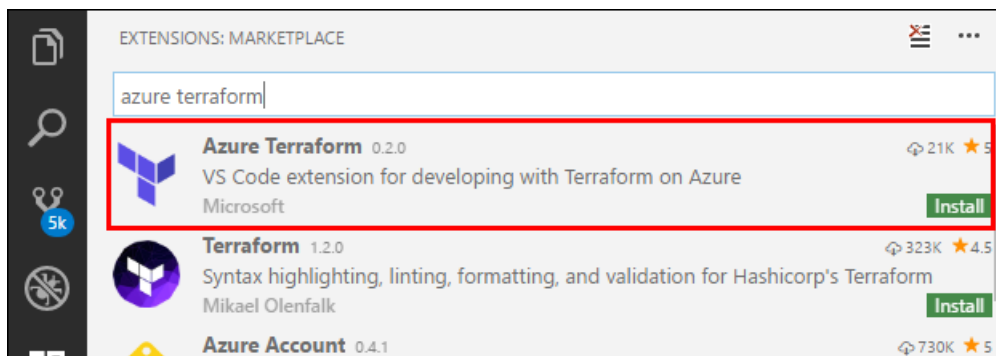 EXTENSIONS: MARKETPLACE
azure terraform
Azure Terraform 0.2.0 21K ★ 5
VS Code extension for developing with Terraform on Azure
Microsoft Install
5k
Terraform 1.2.0 323K ★4.5
Syntax highlighting, linting, formatting, and validation for Hashicorp's Terraform
Mikael Olenfalk Install
Azure Account 0.4.1 730K ★ 5